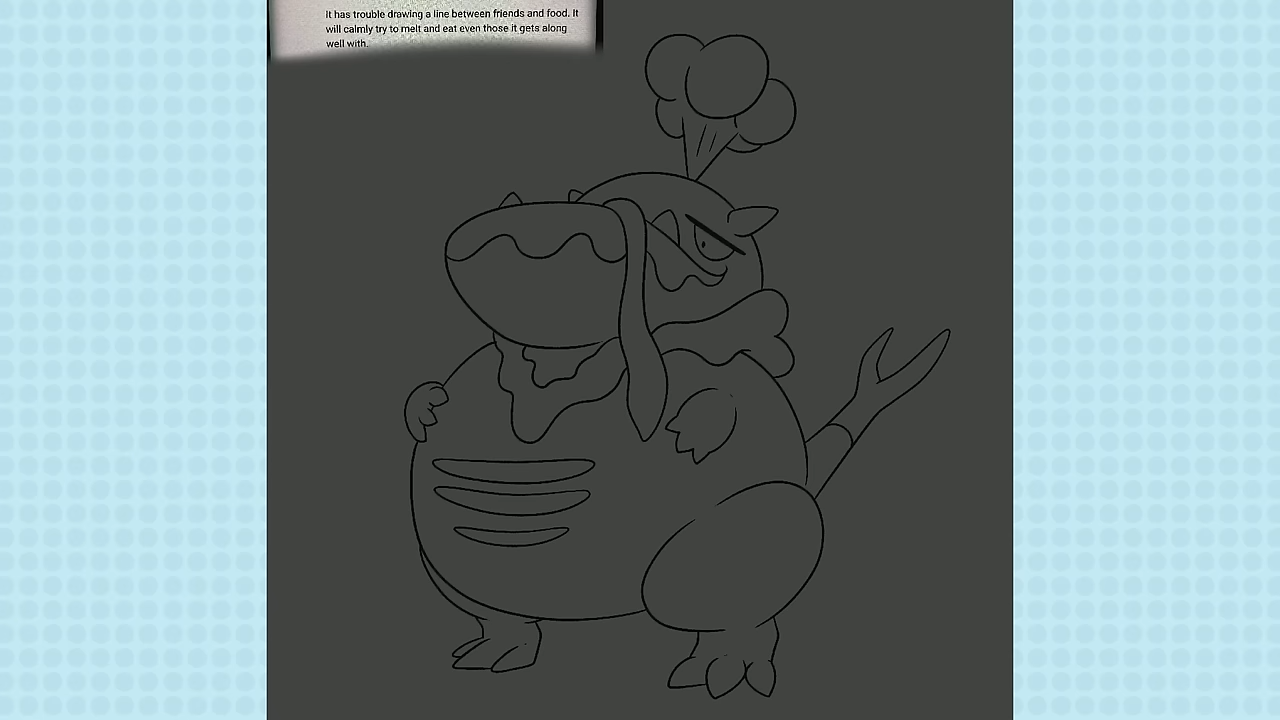 It has trouble drawing a line between friends and food. It
will calmly try to melt and eat even those it gets along
well with.